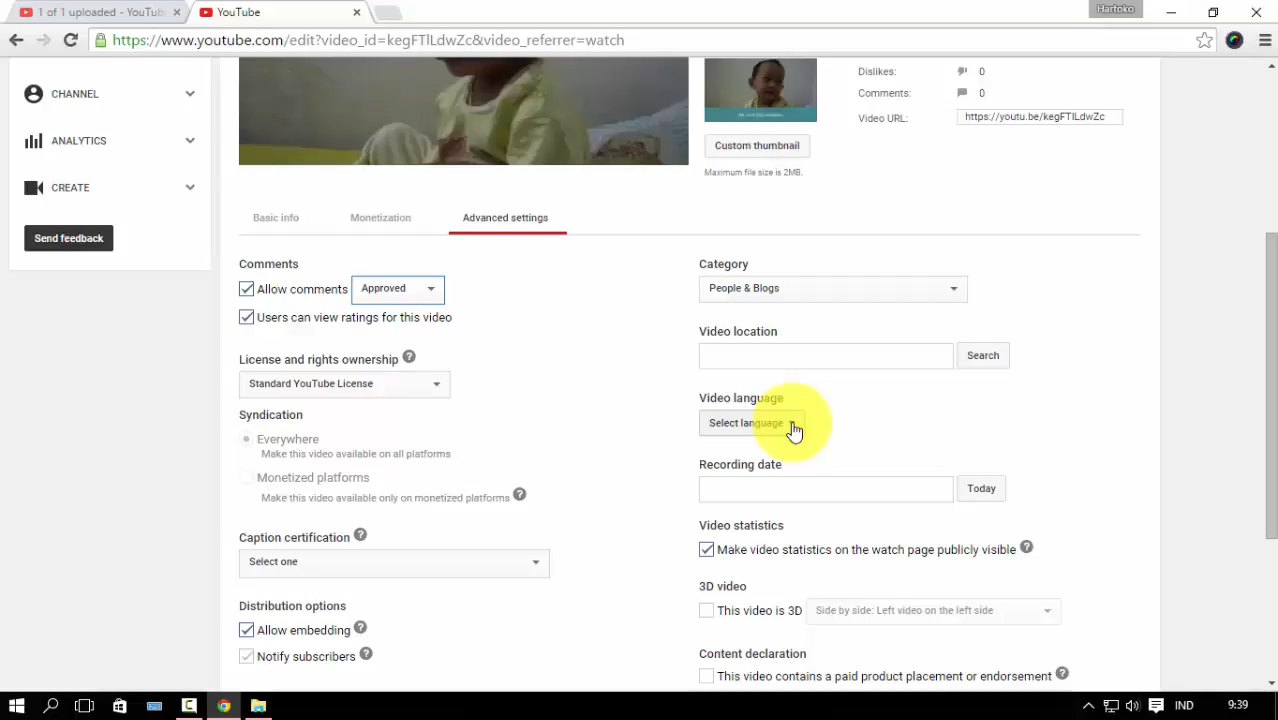 1 of 1 uploaded - YouTub
YouTube
Hartoko
https://www.youtube.com/edit?video_id=kegFTlLdwZc&video_referrer=watch
CHANNEL
ANALYTICS
CREATE
Send feedback
Dislikes: 0
Comments: 0
Video URL: https://youtu.be/kegFTlLdwZc
Custom thumbnail
Maximum file size is 2MB.
Basic info
Monetization
Advanced settings
Comments
Allow comments Approved
Users can view ratings for this video
License and rights ownership ?
Standard YouTube License
Syndication
Everywhere
Make this video available on all platforms
Monetized platforms
Make this video available only on monetized platforms ?
Caption certification ?
Select one
Distribution options
Allow embedding ?
Notify subscribers ?
Category
People & Blogs
Video location
Search
Video language
Select language
Recording date
Today
Video statistics
Make video statistics on the watch page publicly visible ?
3D video
This video is 3D Side by side: Left video on the left side
Content declaration
This video contains a paid product placement or endorsement ?
IND 9:39